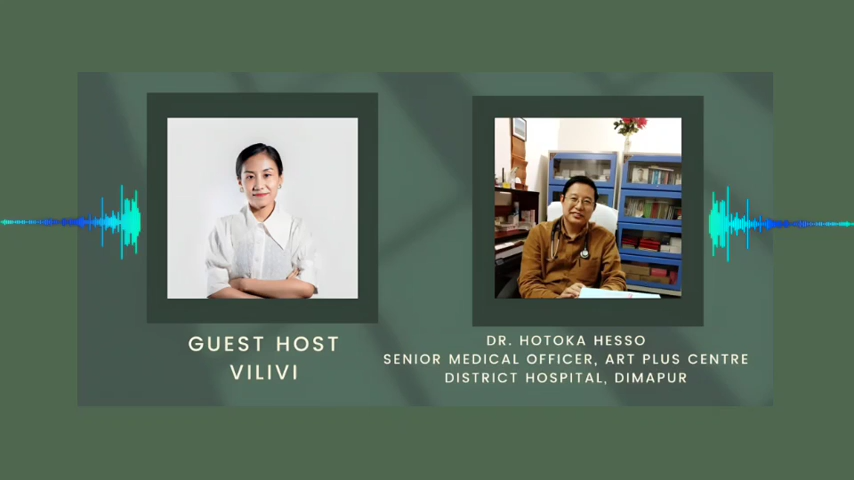 GUEST HOST
VILIVI
DR. HOTOKA HESSO
SENIOR MEDICAL OFFICER, ART PLUS CENTRE
DISTRICT HOSPITAL, DIMAPUR